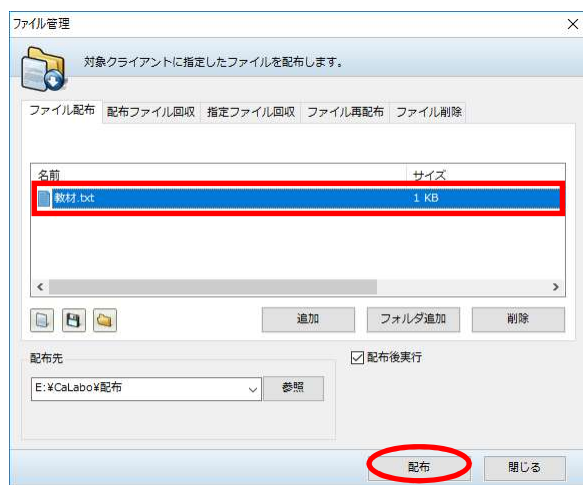 ファイル管理
対象クライアントに指定したファイルを配布します。
ファイル配布 配布ファイル回収 指定ファイル回収 ファイル再配布 ファイル削除
名前 サイズ
教材.txt 1 KB
追加 フォルダ追加 削除
配布先 配布後実行
E:¥CaLabo¥配布 参照
配布 閉じる